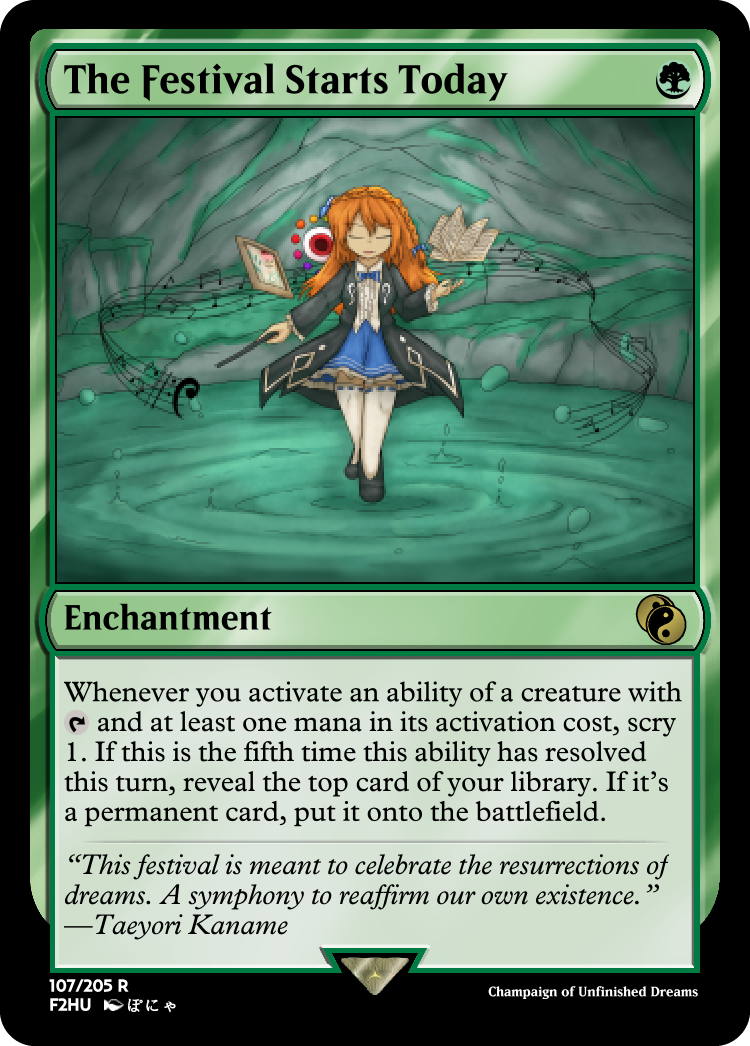 The Festival Starts Today
Enchantment
Whenever you activate an ability of a creature with
and at least one mana in its activation cost, scry
1. If this is the fifth time this ability has resolved
this turn, reveal the top card of your library. If it's
a permanent card, put it onto the battlefield.
“This festival is meant to celebrate the resurrections of
dreams. A symphony to reaffirm our own existence.”
—Taeyori Kaname
107/205 R
F2HU ぽにゃ
Champaign of Unfinished Dreams